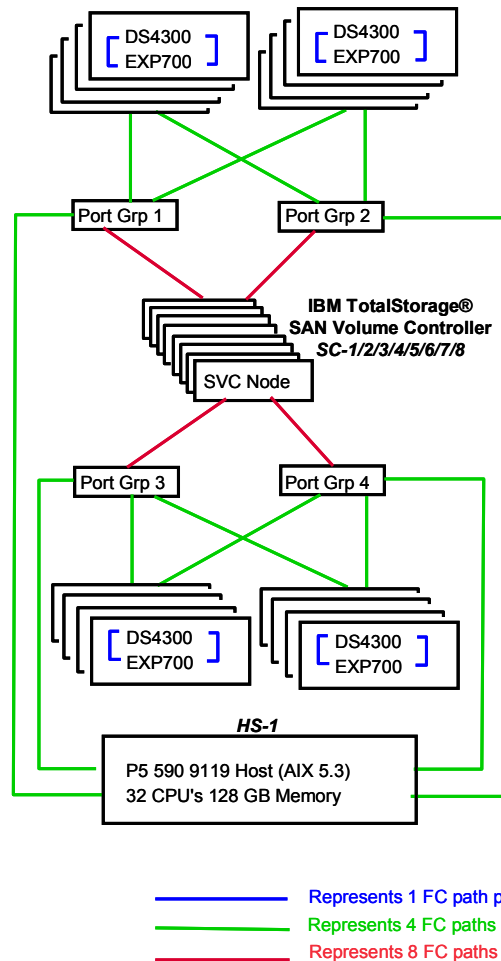 DS4300
EXP700
DS4300
EXP700
Port Grp 1
Port Grp 2
IBM TotalStorage®
SAN Volume Controller
SC-1/2/3/4/5/6/7/8
SVC Node
Port Grp 3
Port Grp 4
DS4300
EXP700
DS4300
EXP700
HS-1
P5 590 9119 Host (AIX 5.3)
32 CPU's 128 GB Memory
Represents 1 FC path
Represents 4 FC paths
Represents 8 FC paths